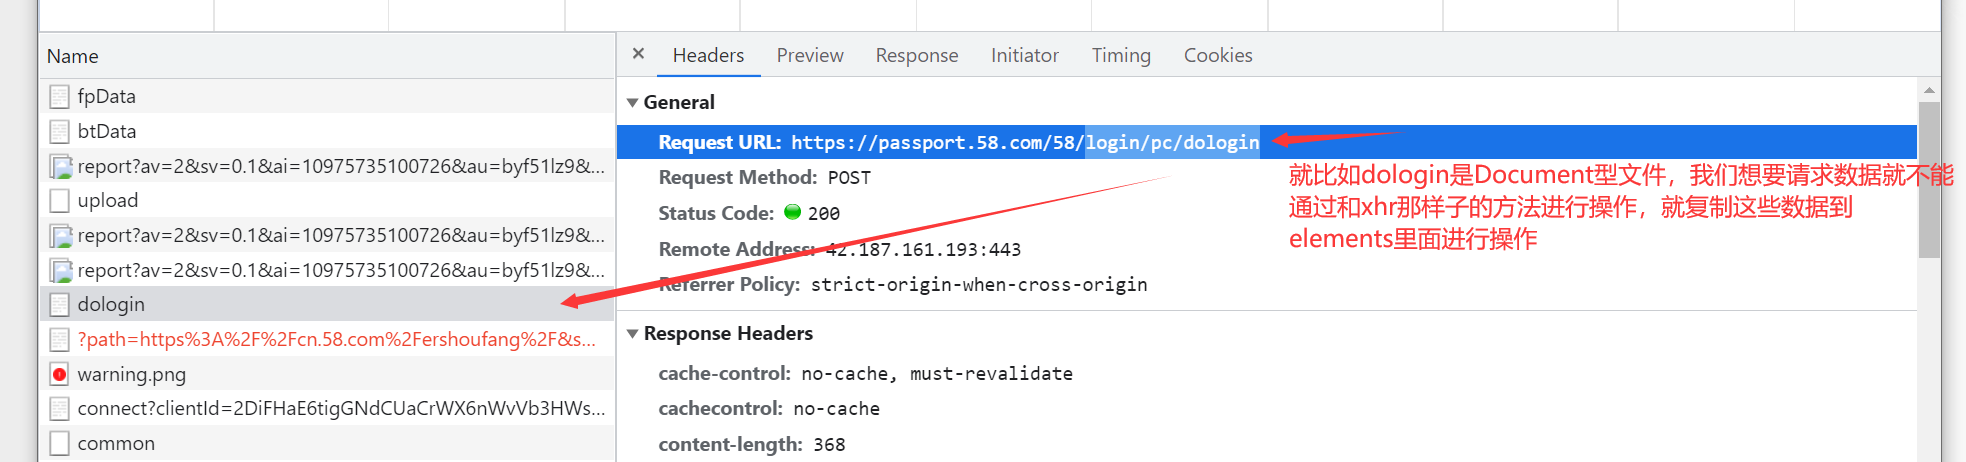 Name
fpData
btData
report?av=2&sv=0.1&ai=10975735100726&au=byf51lz9&...
upload
report?av=2&sv=0.1&ai=10975735100726&au=byf51lz9&...
report?av=2&sv=0.1&ai=10975735100726&au=byf51lz9&...
dologin
?path=https%3A%2F%2Fcn.58.com%2Fershoufang%2F&s...
warning.png
connect?clientId=2DiFHaE6tigGNdCUaCrWX6nWvVb3HWs...
common
× Headers Preview Response Initiator Timing Cookies
General
Request URL: https://passport.58.com/58/login/pc/dologin
Request Method: POST
Status Code: 200
Remote Address: 42.187.161.193:443
Referrer Policy: strict-origin-when-cross-origin
Response Headers
cache-control: no-cache, must-revalidate
cachecontrol: no-cache
content-length: 368
就比如dologin是Document型文件，我们想要请求数据就不能
通过和xhr那样子的方法进行操作，就复制这些数据到
elements里面进行操作